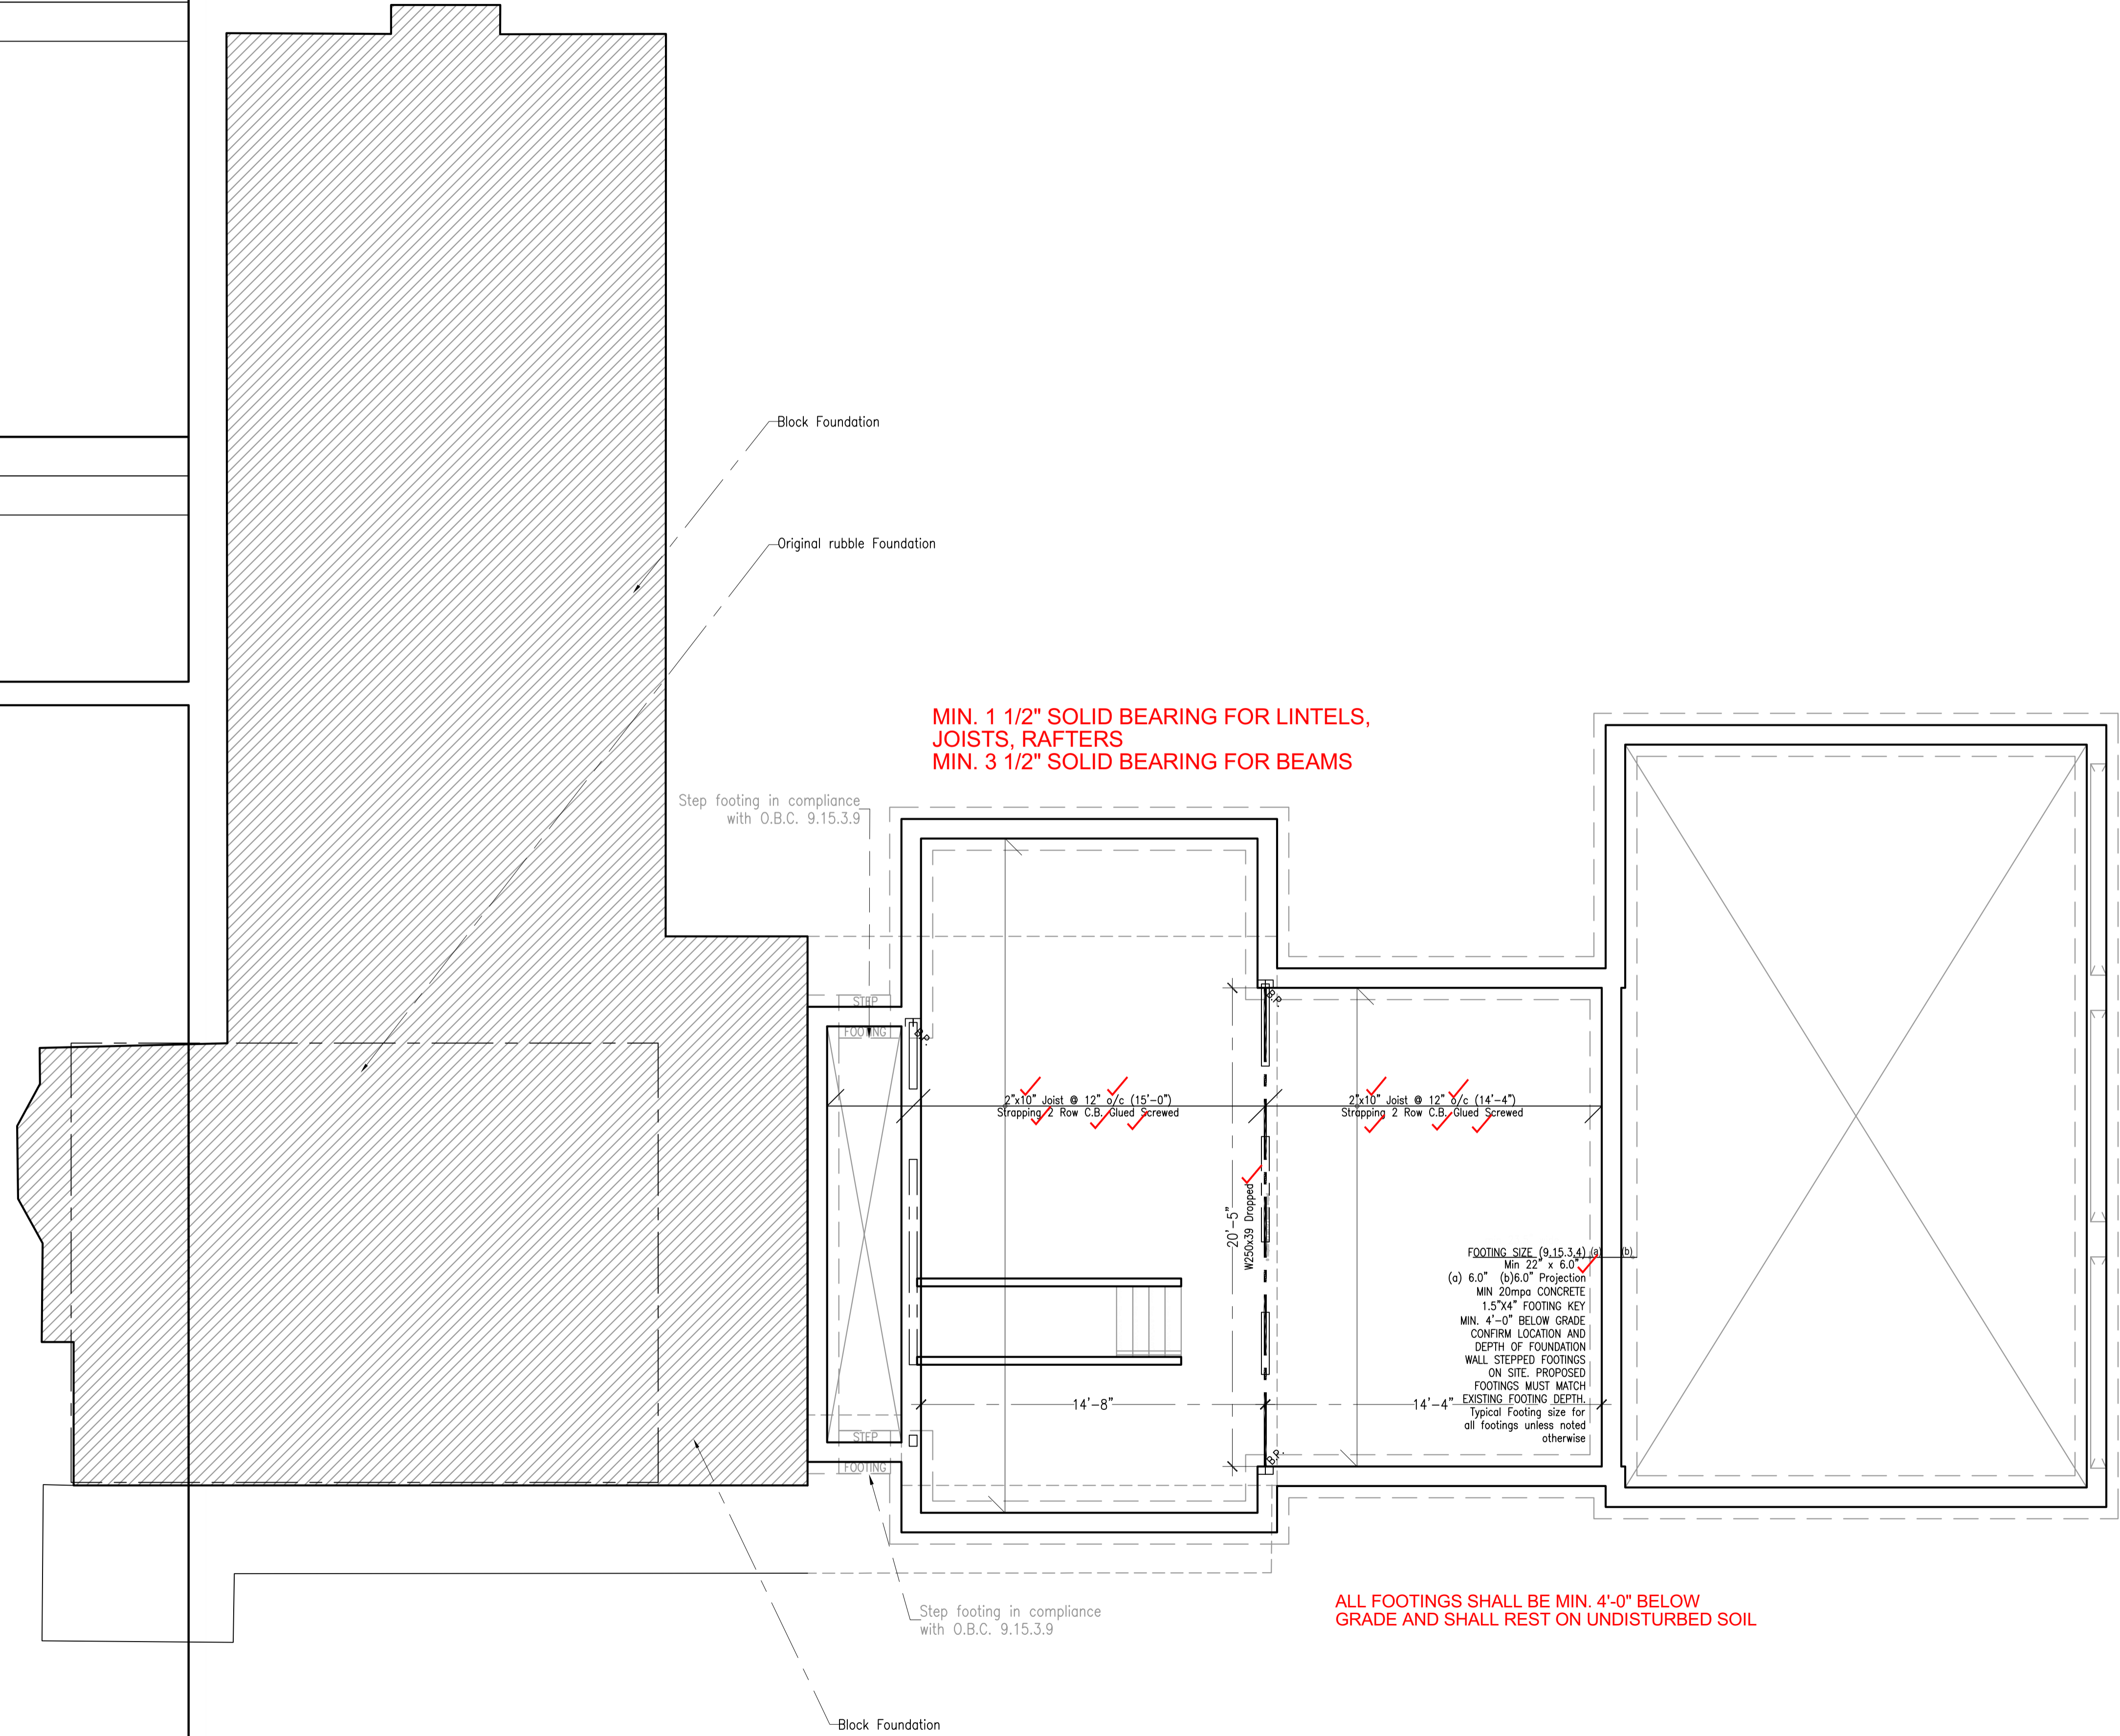 Block Foundation
Original rubble Foundation
MIN. 1 1/2" SOLID BEARING FOR LINTELS,
JOISTS, RAFTERS
MIN. 3 1/2" SOLID BEARING FOR BEAMS
Step footing in compliance
with O.B.C. 9.15.3.9
STEP
FOOTING
B.P.
B.P.
2"x10" Joist @ 12" o/c (15'-0")
Strapping 2 Row C.B. Glued Screwed
2"x10" Joist @ 12" o/c (14'-4")
Strapping 2 Row C.B. Glued Screwed
20'-5"
W250x39 Dropped
FOOTING SIZE (9.15.3.4) (a) (b)
Min 22" x 6.0"
(a) 6.0" (b)6.0" Projection
MIN 20mpa CONCRETE
1.5"X4" FOOTING KEY
MIN. 4'-0" BELOW GRADE
CONFIRM LOCATION AND
DEPTH OF FOUNDATION
WALL STEPPED FOOTINGS
ON SITE. PROPOSED
FOOTINGS MUST MATCH
EXISTING FOOTING DEPTH.
Typical Footing size for
all footings unless noted
otherwise
14'-8"
14'-4"
STEP
FOOTING
B.P.
Step footing in compliance
with O.B.C. 9.15.3.9
ALL FOOTINGS SHALL BE MIN. 4'-0" BELOW
GRADE AND SHALL REST ON UNDISTURBED SOIL
Block Foundation